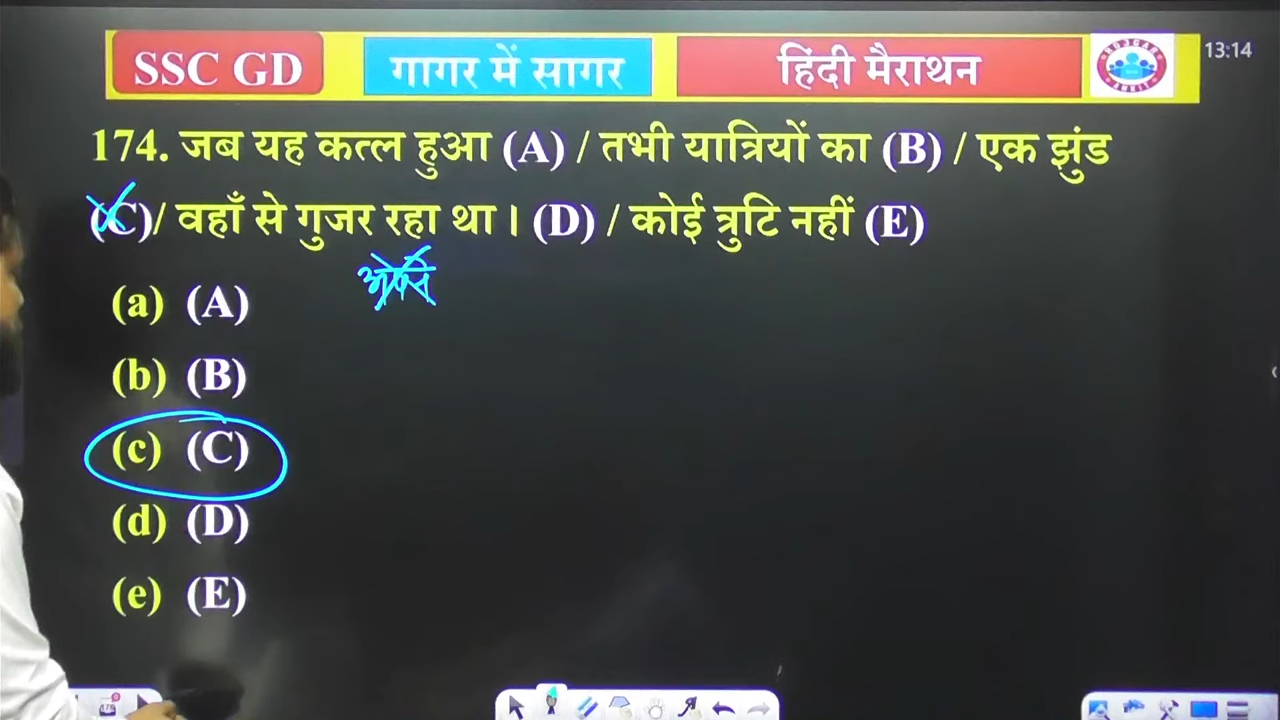 SSC GD
गागर में सागर
हिंदी मैराथन
13:14
174. जब यह कत्ल हुआ (A) / तभी यात्रियों का (B) / एक झुंड
(C)/ वहाँ से गुजर रहा था। (D) / कोई त्रुटि नहीं (E)
(a) (A)
(b) (B)
(c) (C)
(d) (D)
(e) (E)